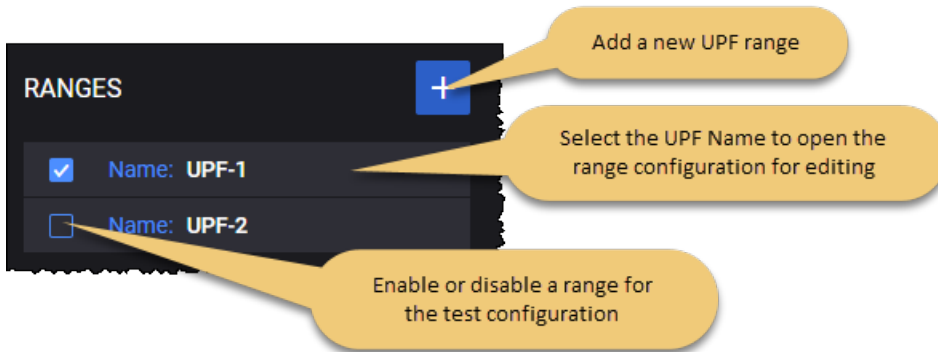 Add a new UPF range
RANGES
+
Select the UPF Name to open the
range configuration for editing
Name: UPF-1
Name: UPF-2
Enable or disable a range for
the test configuration